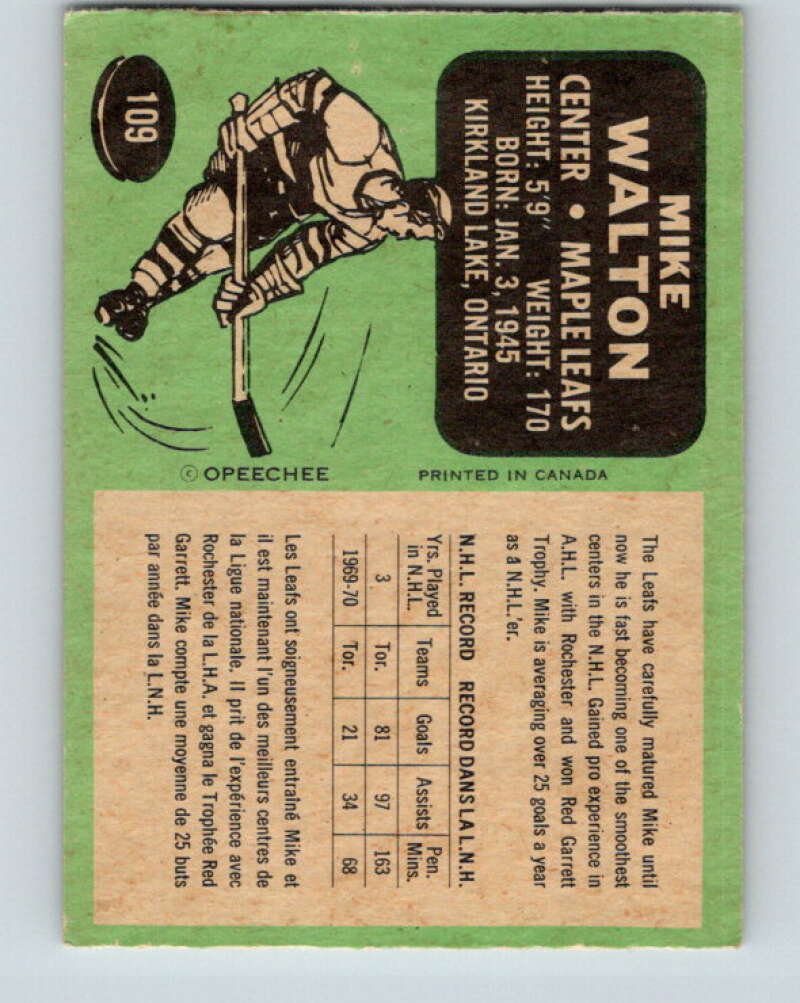 109
MIKE
WALTON
CENTER • MAPLE LEAFS
HEIGHT: 5'9" WEIGHT: 170
BORN: JAN. 3, 1945
KIRKLAND LAKE, ONTARIO
© OPEECHEE
PRINTED IN CANADA
The Leafs have carefully matured Mike until
now he is fast becoming one of the smoothest
centers in the N.H.L. Gained pro experience in
A.H.L. with Rochester and won Red Garrett
Trophy. Mike is averaging over 25 goals a year
as a N.H.L.'er.
N.H.L. RECORD RECORD DANS LA L.N.H.
Yrs. Played in N.H.L. Teams Goals Assists Pen. Mins.
3 Tor. 81 97 163
1969-70 Tor. 21 34 68
Les Leafs ont soigneusement entraîné Mike et
il est maintenant l'un des meilleurs centres de
la Ligue nationale. Il prit de l'expérience avec
Rochester de la L.H.A. et gagna le Trophée Red
Garrett. Mike compte une moyenne de 25 buts
par année dans la L.N.H.